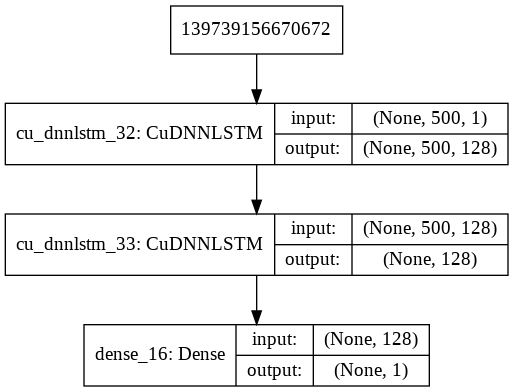 139739156670672
cu_dnnlstm_32: CuDNNLSTM
input: (None, 500, 1)
output: (None, 500, 128)
cu_dnnlstm_33: CuDNNLSTM
input: (None, 500, 128)
output: (None, 128)
dense_16: Dense
input: (None, 128)
output: (None, 1)